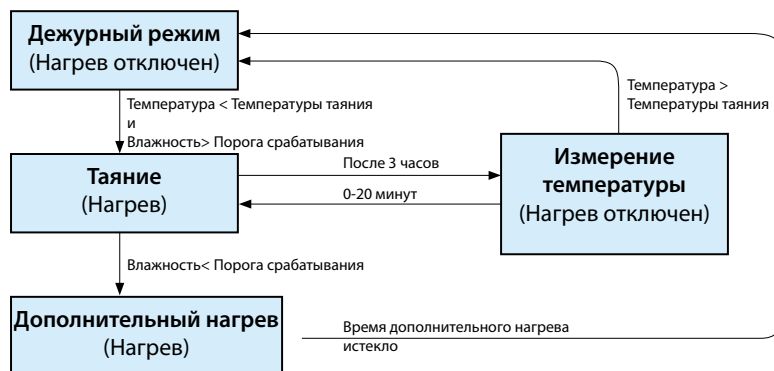 Дежурный режим
(Нагрев отключен)
Температура >
Температуры таяния
Температура < Температуры таяния
и
Влажность> Порога срабатывания
Таяние
(Нагрев)
После 3 часов
0-20 минут
Измерение
температуры
(Нагрев отключен)
Влажность< Порога срабатывания
Дополнительный нагрев
(Нагрев)
Время дополнительного нагрева
истекло